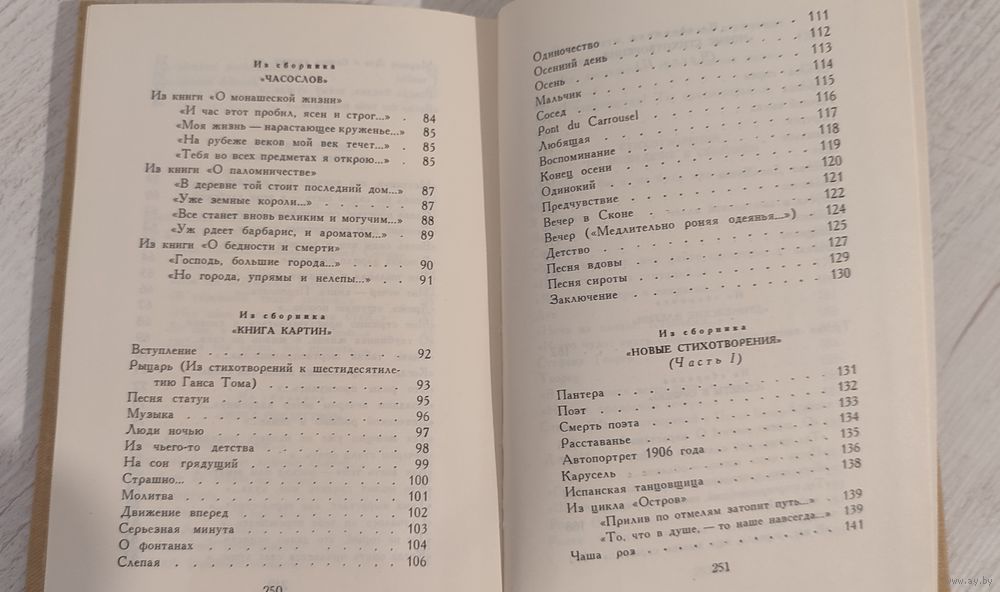 Из сборника
«ЧАСОСЛОВ»
Из книги «О монашеской жизни»
«И час этот пробил, ясен и строг...» . 84
«Моя жизнь — нарастающее круженье...» 85
«На рубеже веков мой век течет...» . 85
«Тебя во всех предметах я открою...» . 85
Из книги «О паломничестве»
«В деревне той стоит последний дом...» 87
«Уже земные короли...» . . . . . 87
«Все станет вновь великим и могучим...» 88
«Уж рдеет барбарис, и ароматом...» . 89
Из книги «О бедности и смерти»
«Господь, большие города...» . . . . 90
«Но города, упрямы и нелепы...» . . 91
Из сборника
«КНИГА КАРТИН»
Вступление . . . . . . . . . . . 92
Рыцарь (Из стихотворений к шестидесятиле-
тию Ганса Тома) . . . . . . . . . 93
Песня статуи . . . . . . . . . . 95
Музыка . . . . . . . . . . . . 96
Люди ночью . . . . . . . . . . . 97
Из чьего-то детства . . . . . . . . 98
На сон грядущий . . . . . . . . . 99
Страшно... . . . . . . . . . . . 100
Молитва . . . . . . . . . . . . 101
Движение вперед . . . . . . . . . 102
Серьезная минута . . . . . . . . . 103
О фонтанах . . . . . . . . . . . 104
Слепая . . . . . . . . . . . . 106
250
Одиночество . . . . . . . . . . 111
Осенний день . . . . . . . . . . 112
Осень . . . . . . . . . . . . 113
Мальчик . . . . . . . . . . . . 114
Сосед . . . . . . . . . . . . 115
Pont du Carrousel . . . . . . . . . 116
Любящая . . . . . . . . . . . . 117
Воспоминание . . . . . . . . . . 118
Конец осени . . . . . . . . . . 119
Одинокий . . . . . . . . . . . 120
Предчувствие . . . . . . . . . . 121
Вечер в Сконе . . . . . . . . . . 122
Вечер («Медлительно роняя одеянья...») . 124
Детство . . . . . . . . . . . . 125
Песня вдовы . . . . . . . . . . 127
Песня сироты . . . . . . . . . . 129
Заключение . . . . . . . . . . . 130
Из сборника
«НОВЫЕ СТИХОТВОРЕНИЯ»
(Часть I)
Пантера . . . . . . . . . . . . 131
Поэт . . . . . . . . . . . . . 132
Смерть поэта . . . . . . . . . . 133
Расставанье . . . . . . . . . . 134
Автопортрет 1906 года . . . . . . . 135
Карусель . . . . . . . . . . . 136
Испанская танцовщица . . . . . . . 138
Из цикла «Остров»
«Прилив по отмелям затопит путь...» . 139
«То, что в душе, — то наше навсегда...» 139
Чаша роз . . . . . . . . . . . 141
251
www.ay.by